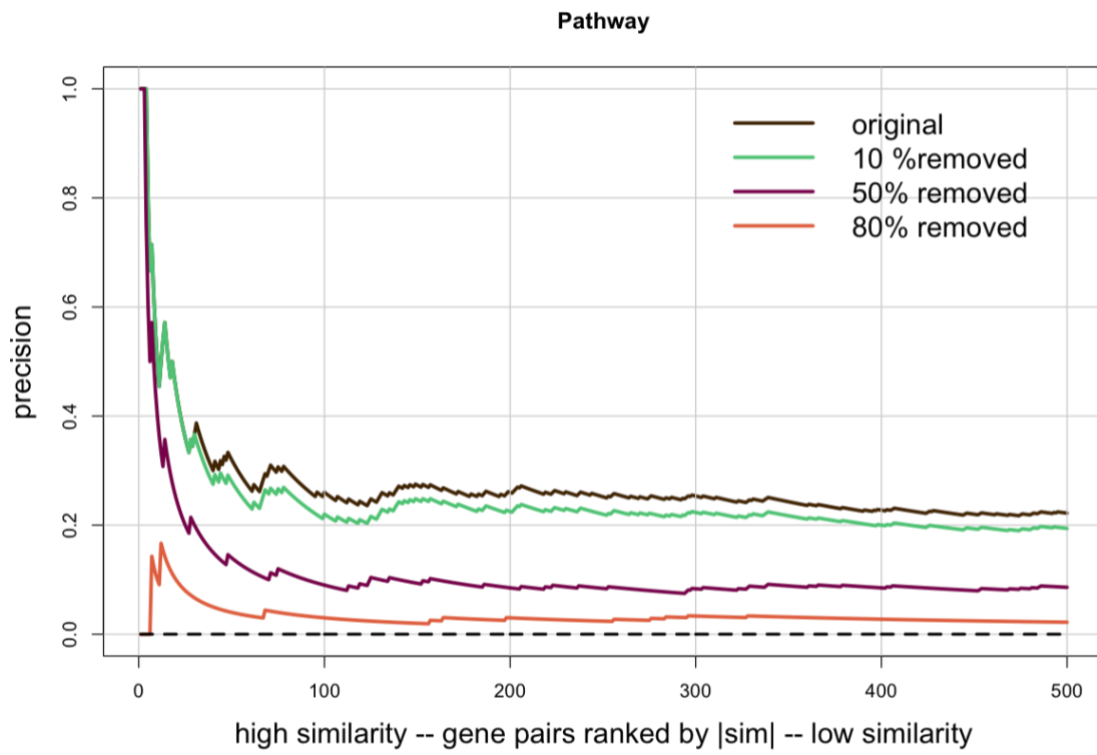 Pathway
original
10 %removed
50% removed
80% removed
precision
1.0
0.8
0.6
0.4
0.2
0.0
0 100 200 300 400 500
high similarity -- gene pairs ranked by |sim| -- low similarity